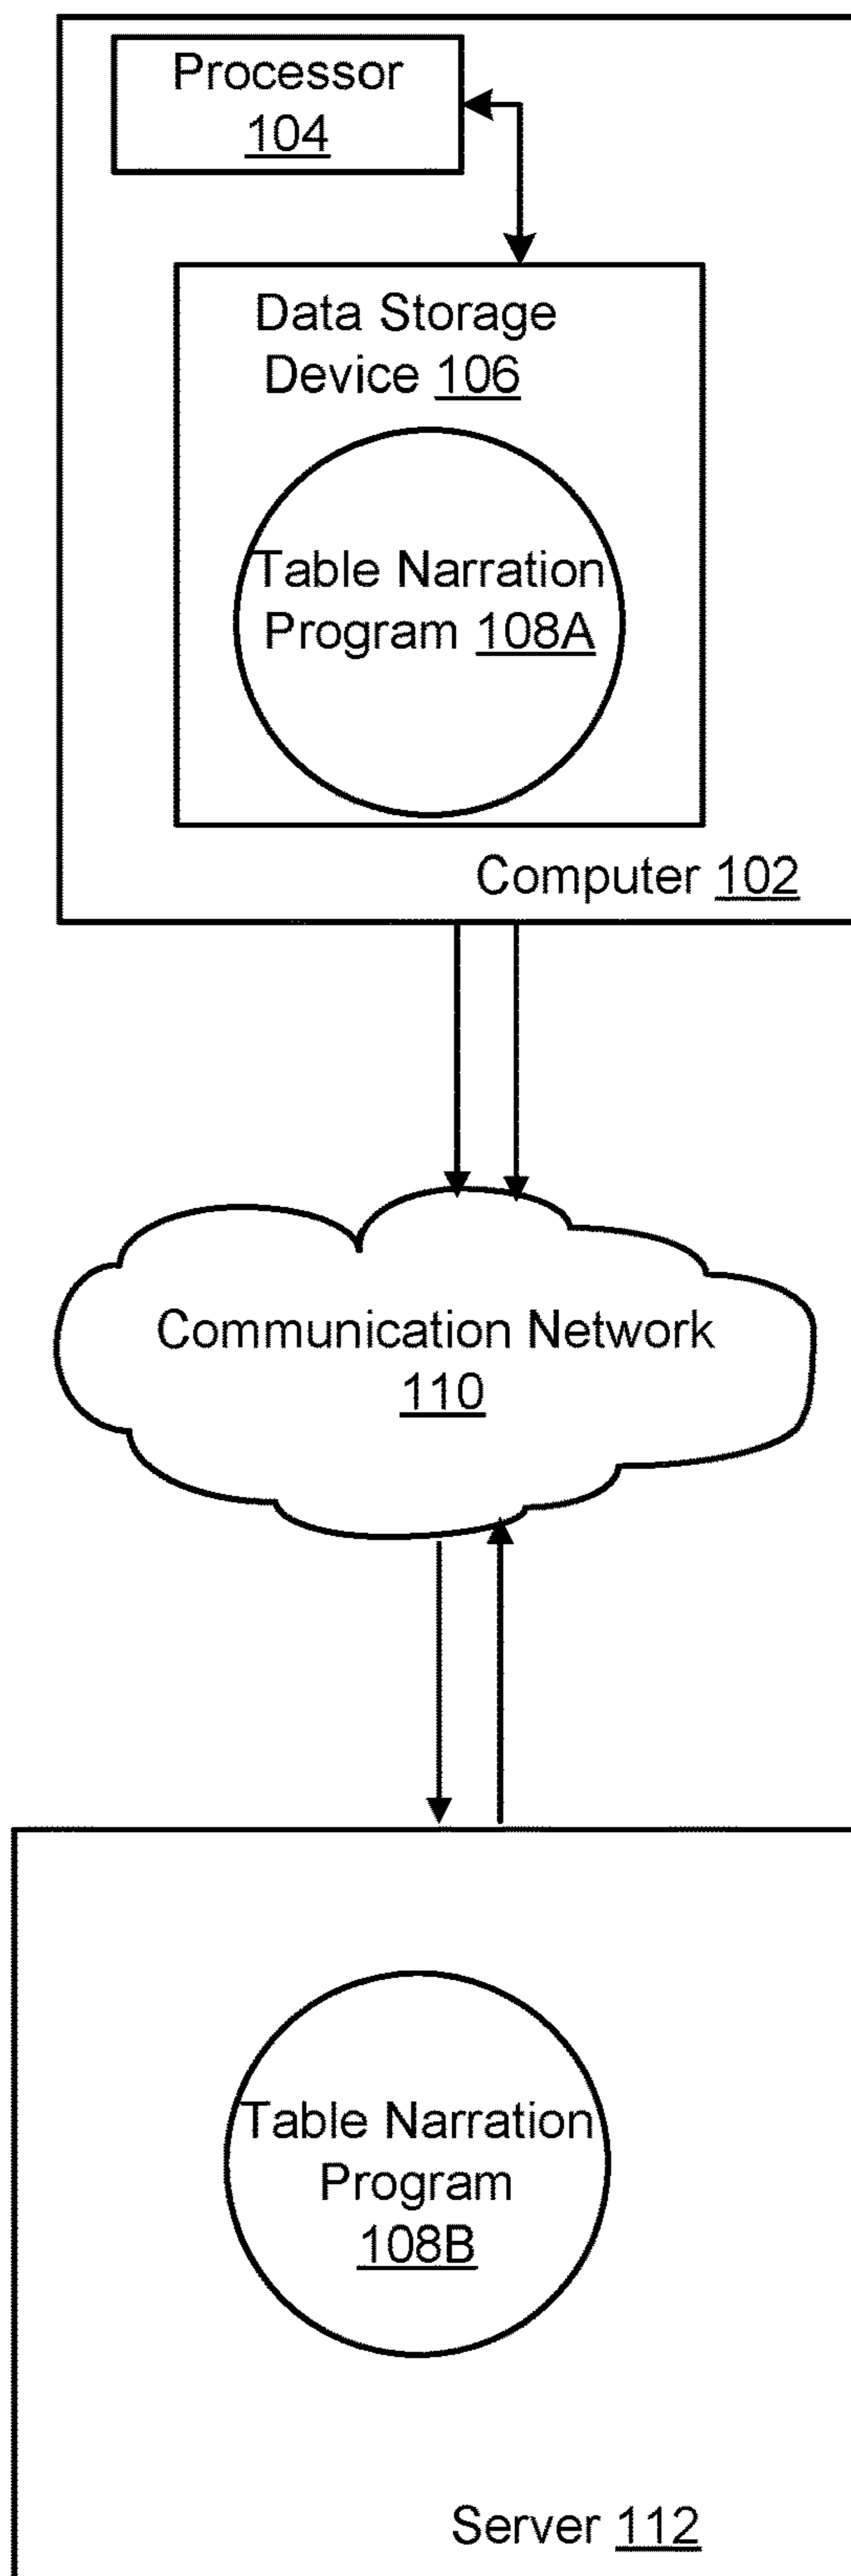 Processor
104
Data Storage
Device 106
Table Narration
Program 108A
Computer 102
Communication Network
110
Table Narration
Program
108B
Server 112